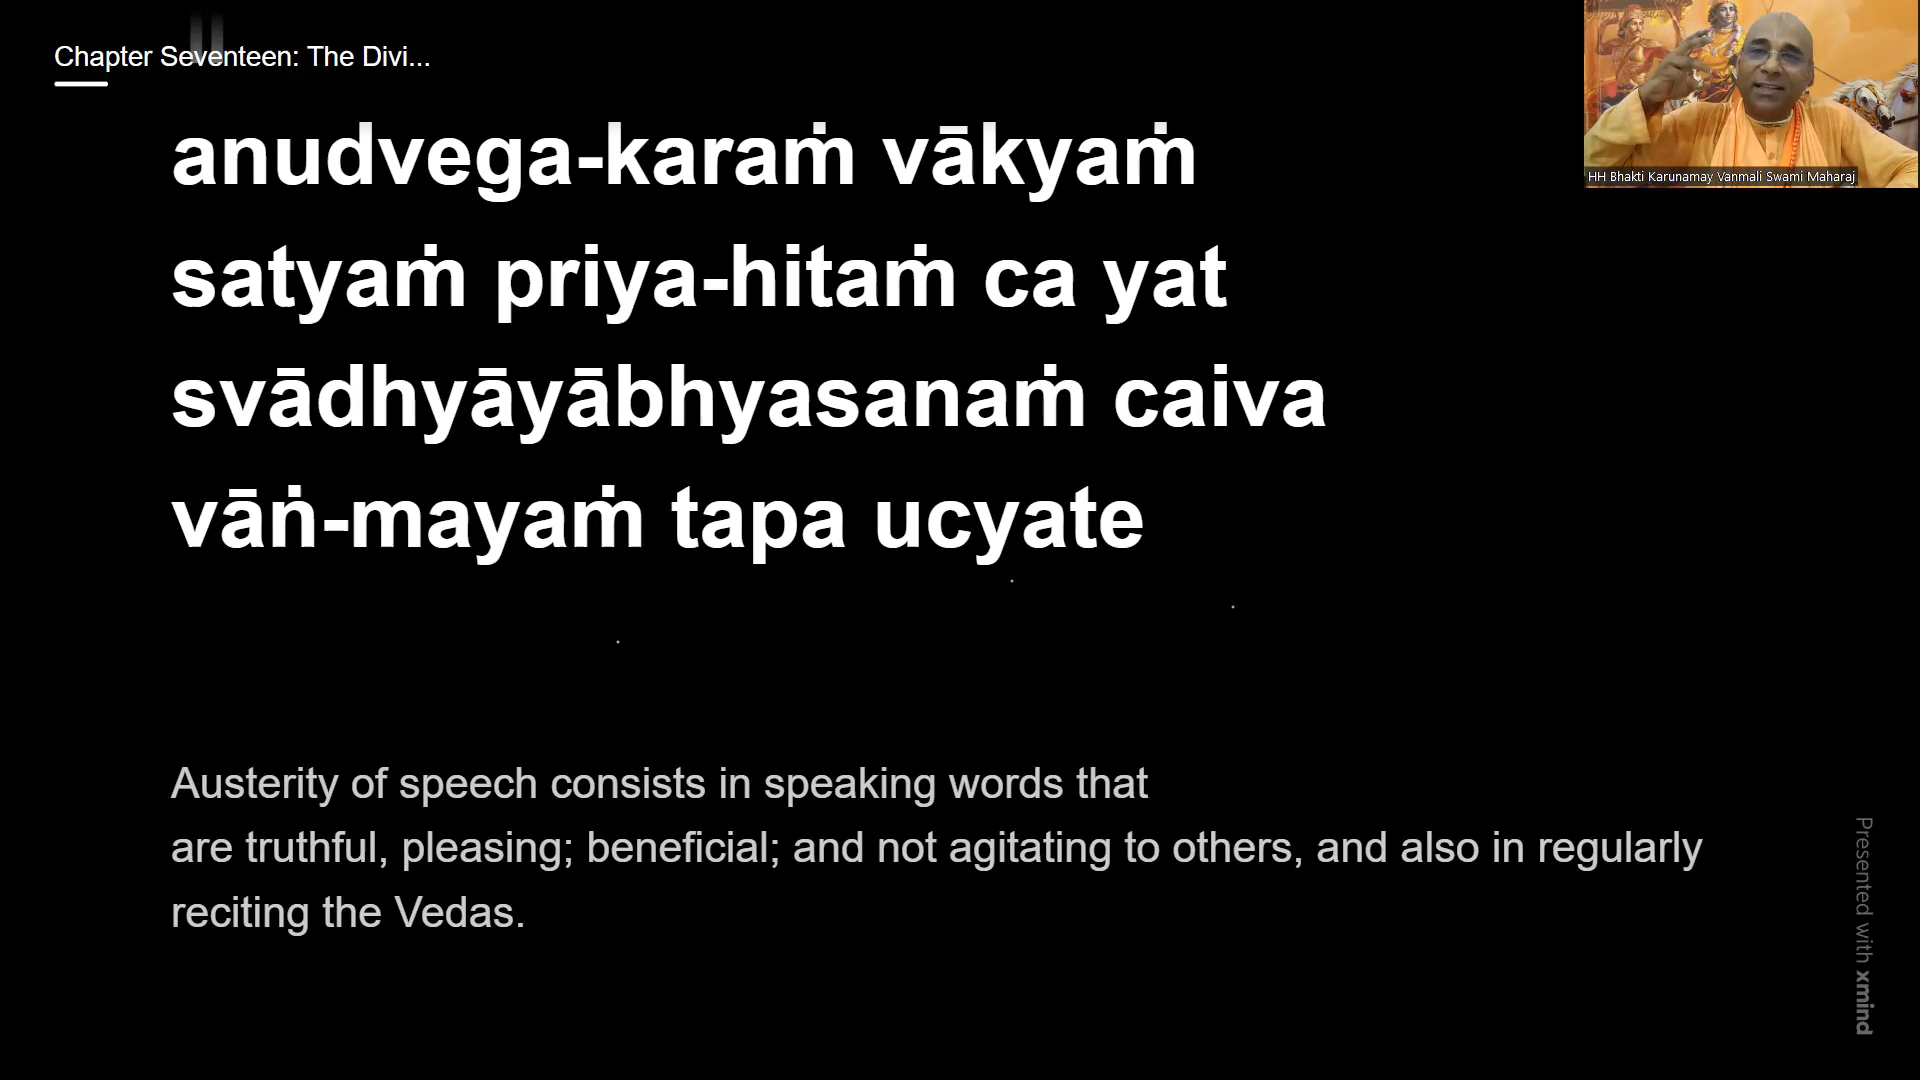 Chapter Seventeen: The Divi...
HH Bhakti Karunamay Vanmali Swami Maharaj
anudvega-karaṁ vākyaṁ
satyaṁ priya-hitaṁ ca yat
svādhyāyābhyasanaṁ caiva
vāṅ-mayaṁ tapa ucyate
Austerity of speech consists in speaking words that
are truthful, pleasing; beneficial; and not agitating to others, and also in regularly
reciting the Vedas.
Presented with xmind